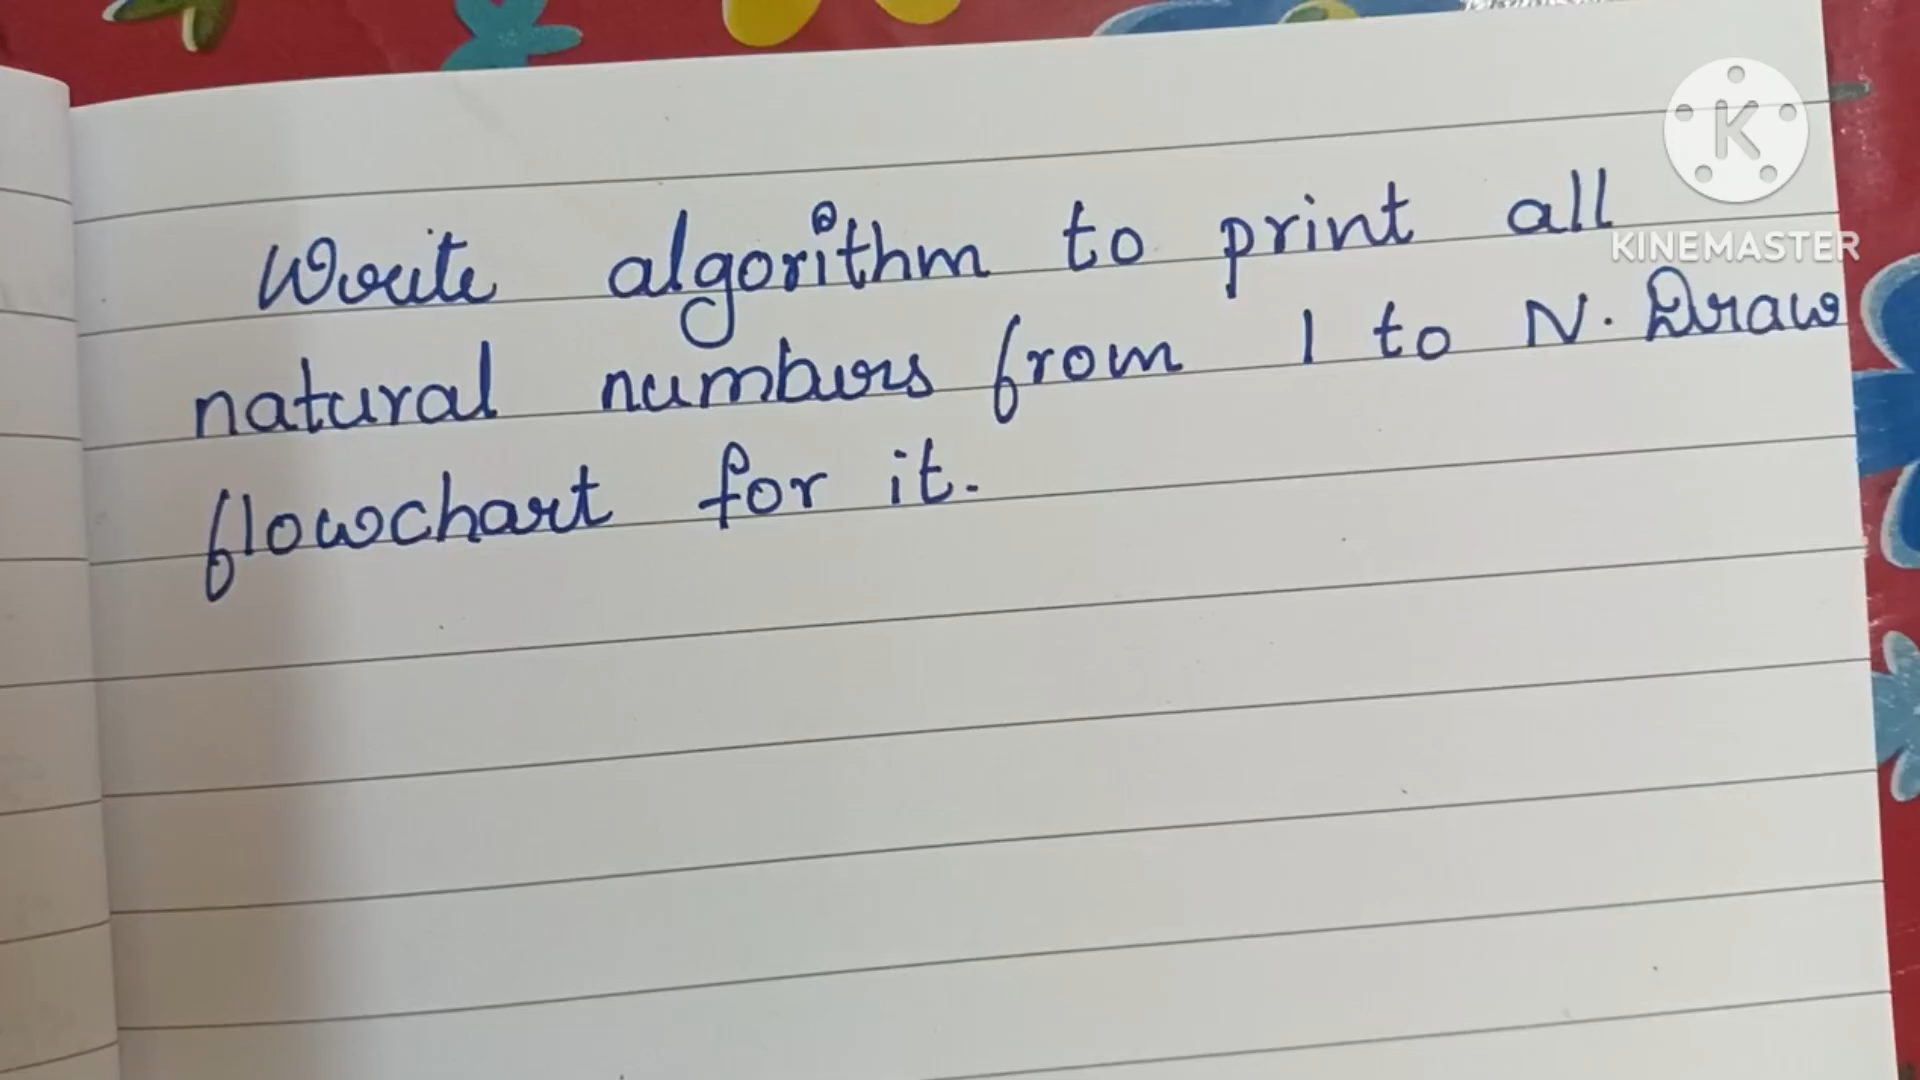 Write algorithm to print all
natural numbers from 1 to N. Draw
flowchart for it.
K
KINEMASTER